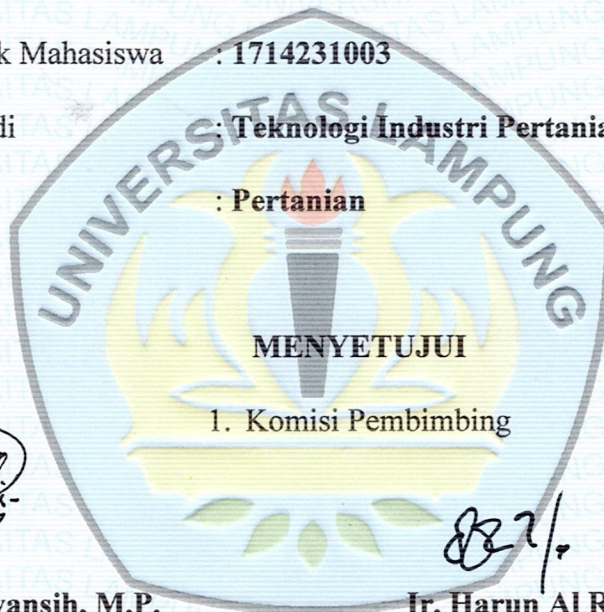 k Mahasiswa : 1714231003
di : Teknologi Industri Pertania
: Pertanian
UNIVERSITAS LAMPUNG
MENYETUJUI
1. Komisi Pembimbing
yansih, M.P. Ir. Harun Al R